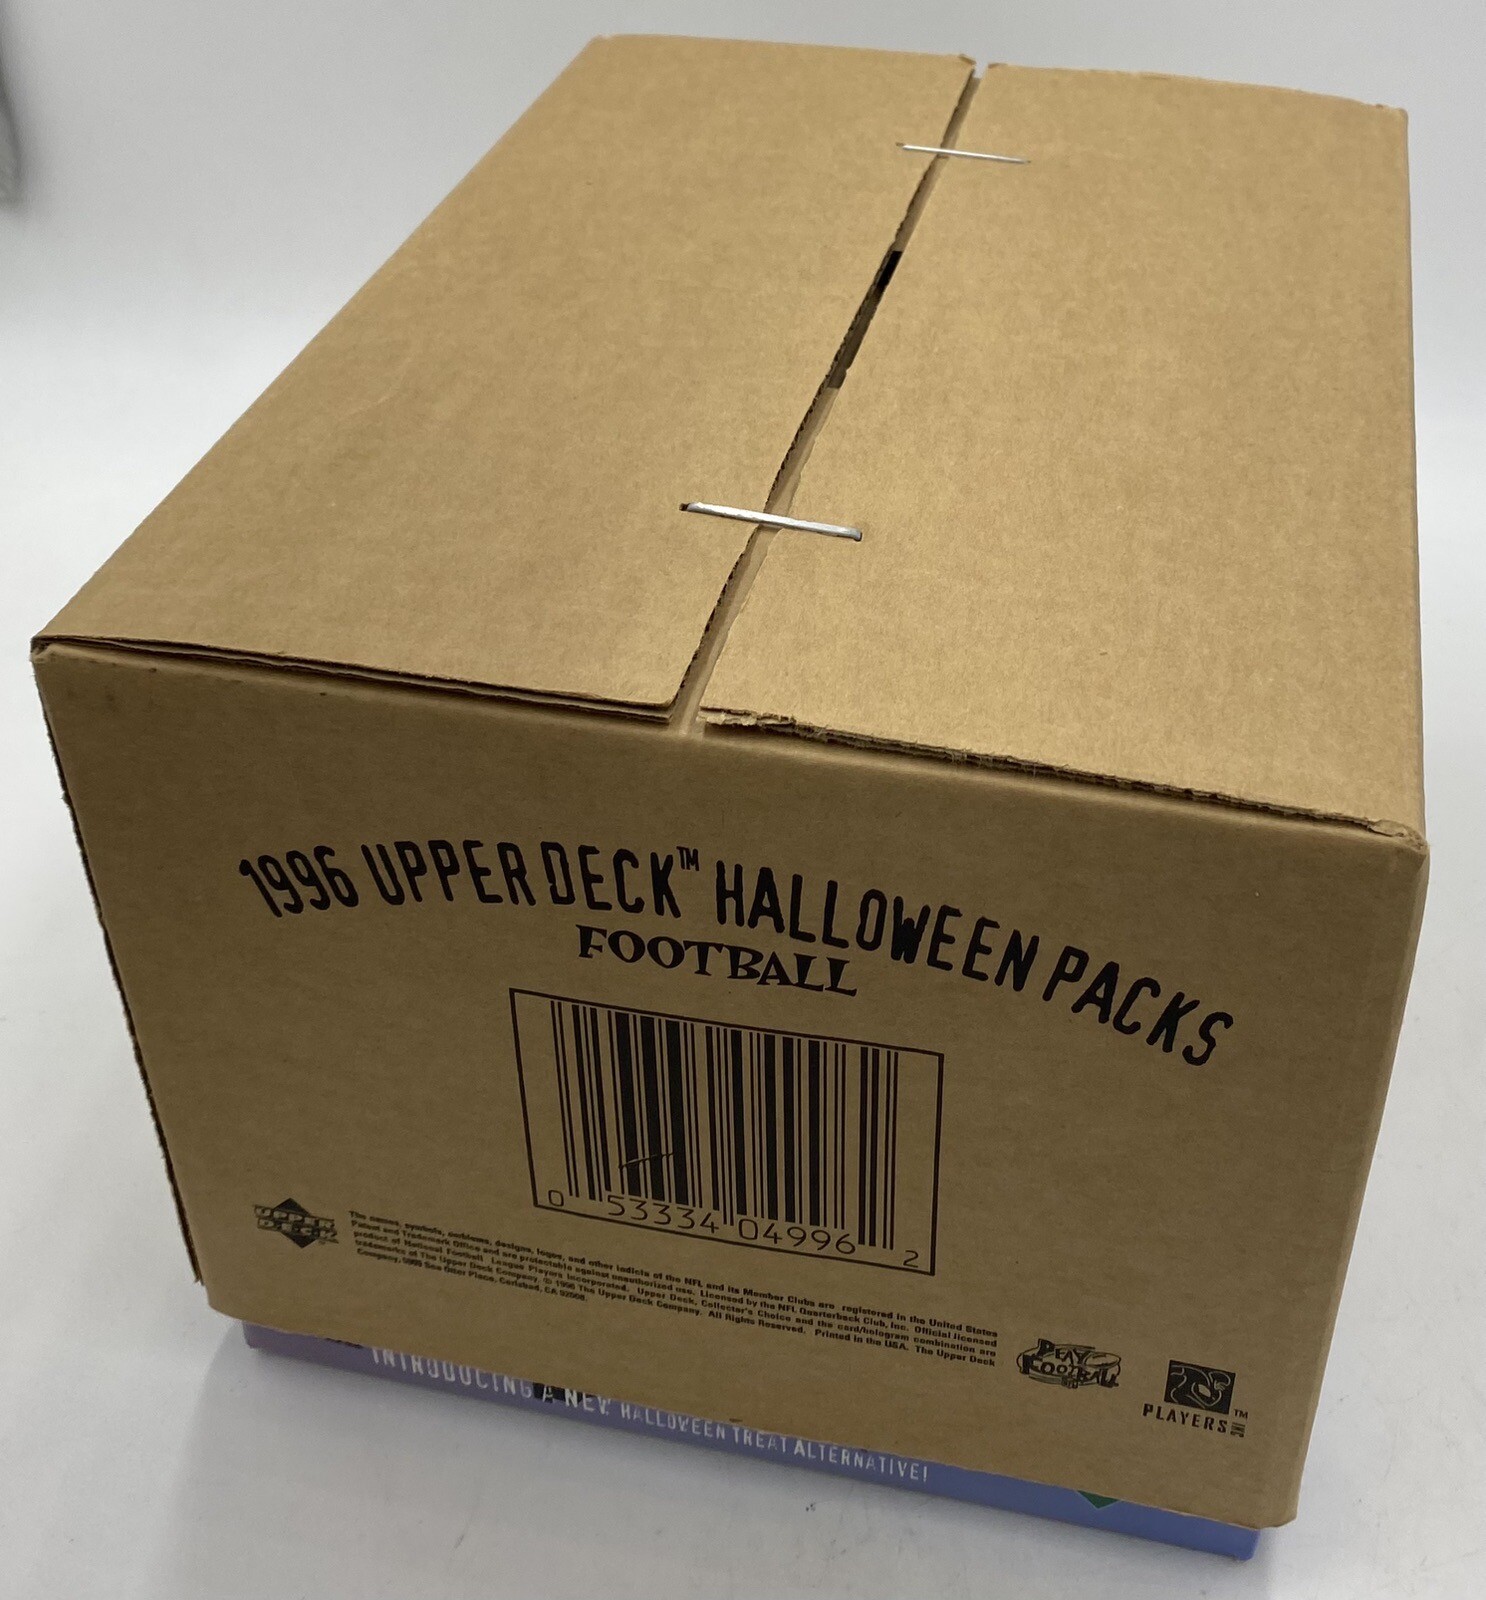 1996 UPPER DECK™ HALLOWEEN PACKS
FOOTBALL
0 53334 04996 2
UPPER DECK
The names, symbols, emblems, designs, logos, and other indicia of the NFL and its Member Clubs are registered in the United States
Patent and Trademark Office and are protectable against unauthorized use. Licensed by the NFL Quarterback Club, Inc. Official licensed
product of National Football League Players Incorporated. Upper Deck, Collector's Choice and the card/hologram combination are
trademarks of The Upper Deck Company. © 1996 The Upper Deck Company. All Rights Reserved. Printed in the USA. The Upper Deck
Company, 5909 Sea Otter Place, Carlsbad, CA 92008.
PLAY FOOTBALL
PLAYERS INC ™
INTRODUCING A NEW HALLOWEEN TREAT ALTERNATIVE!